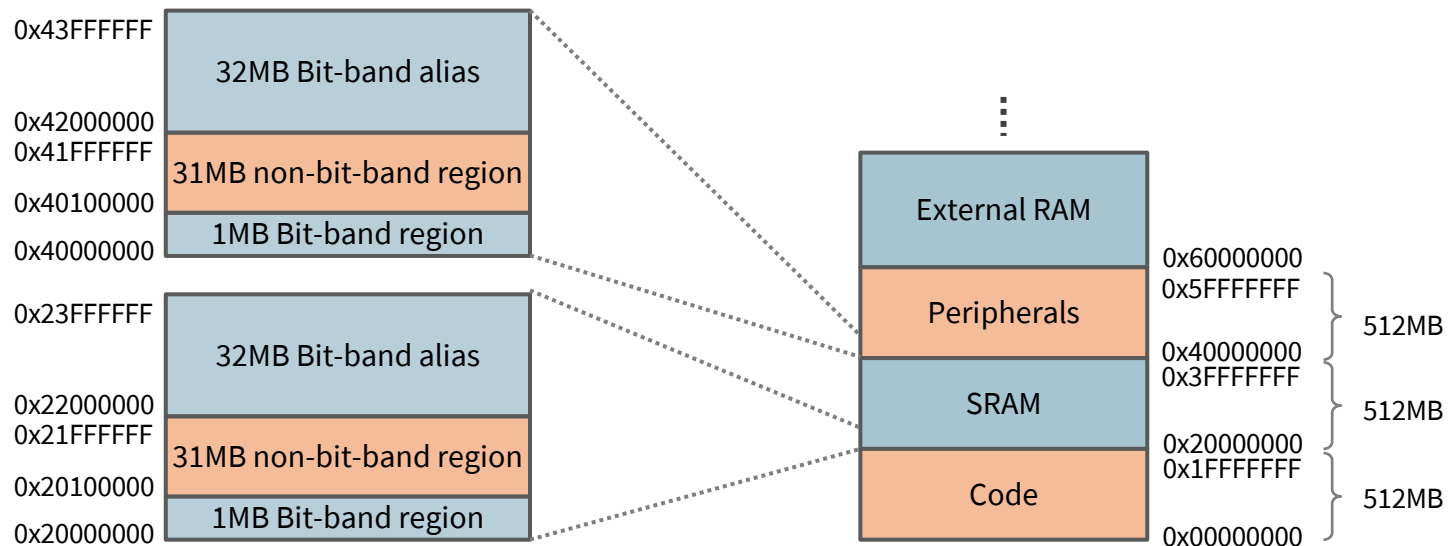 0x43FFFFFF
32MB Bit-band alias
0x42000000
0x41FFFFFF
31MB non-bit-band region
0x40100000
1MB Bit-band region
0x40000000
0x23FFFFFF
32MB Bit-band alias
0x22000000
0x21FFFFFF
31MB non-bit-band region
0x20100000
1MB Bit-band region
0x20000000
External RAM
0x60000000
0x5FFFFFFF
Peripherals
512MB
0x40000000
0x3FFFFFFF
SRAM
512MB
0x20000000
0x1FFFFFFF
Code
512MB
0x00000000